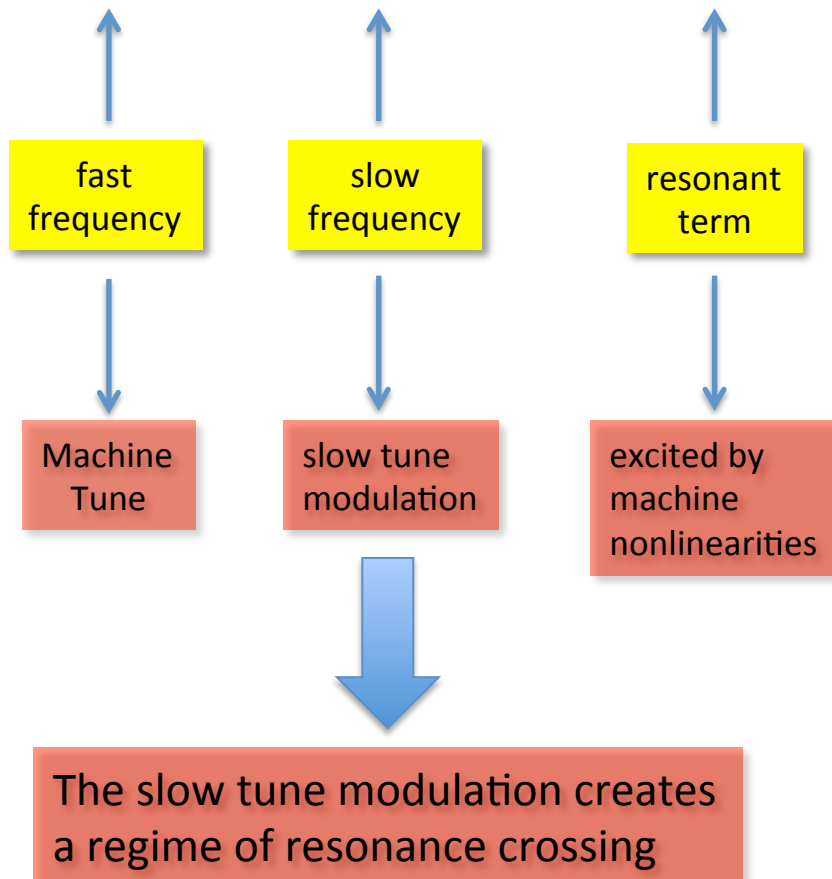 fast
frequency
slow
frequency
resonant
term
Machine
Tune
slow tune
modulation
excited by
machine
nonlinearities
The slow tune modulation creates
a regime of resonance crossing